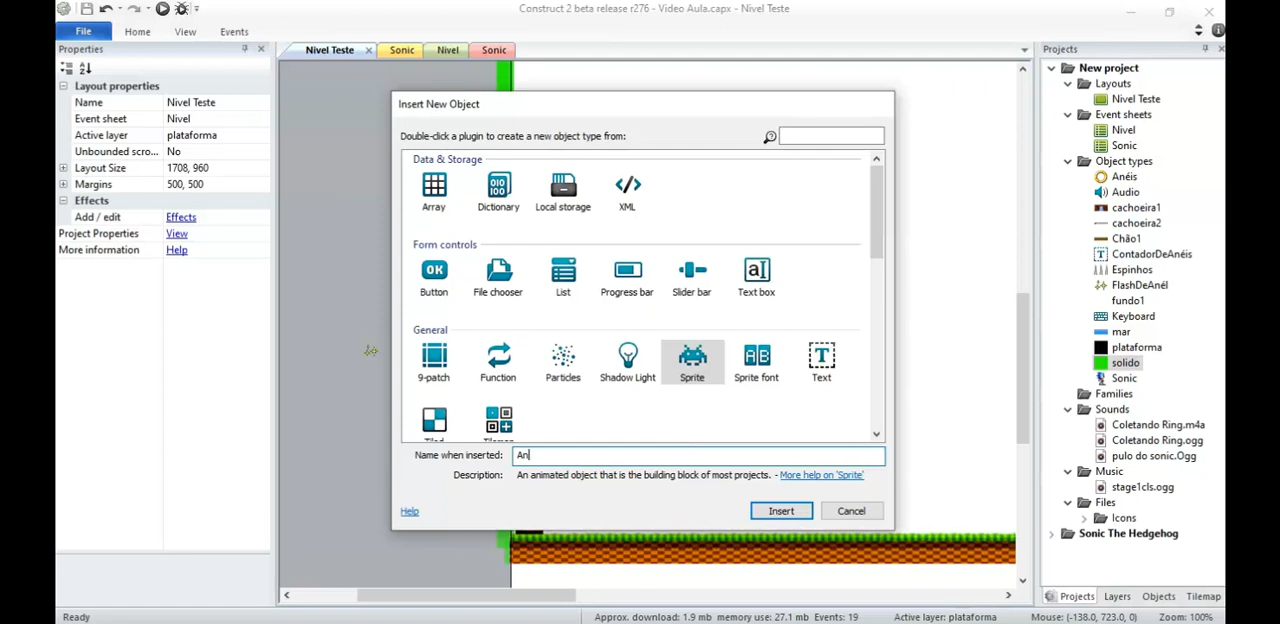 Construct 2 beta release r276 - Video Aula.capx - Nivel Teste
File Home View Events
Properties
Layout properties
Name Nivel Teste
Event sheet Nivel
Active layer plataforma
Unbounded scro... No
Layout Size 1708, 960
Margins 500, 500
Effects
Add / edit Effects
Project Properties View
More information Help
Nivel Teste Sonic Nivel Sonic
Insert New Object
Double-click a plugin to create a new object type from:
Data & Storage
Array Dictionary Local storage XML
Form controls
Button File chooser List Progress bar Slider bar Text box
General
9-patch Function Particles Shadow Light Sprite Sprite font Text
Name when inserted: An
Description: An animated object that is the building block of most projects. - More help on 'Sprite'
Help Insert Cancel
Projects
New project
Layouts
Nivel Teste
Event sheets
Nivel
Sonic
Object types
Anéis
Audio
cachoeira1
cachoeira2
Chão1
ContadorDeAnéis
Espinhos
FlashDeAnél
fundo1
Keyboard
mar
plataforma
solido
Sonic
Families
Sounds
Coletando Ring.m4a
Coletando Ring.ogg
pulo do sonic.Ogg
Music
stage1cls.ogg
Files
Icons
Sonic The Hedgehog
Projects Layers Objects Tilemap
Ready Approx. download: 1.9 mb memory use: 27.1 mb Events: 19 Active layer: plataforma Mouse: (-138.0, 723.0, 0) Zoom: 100%